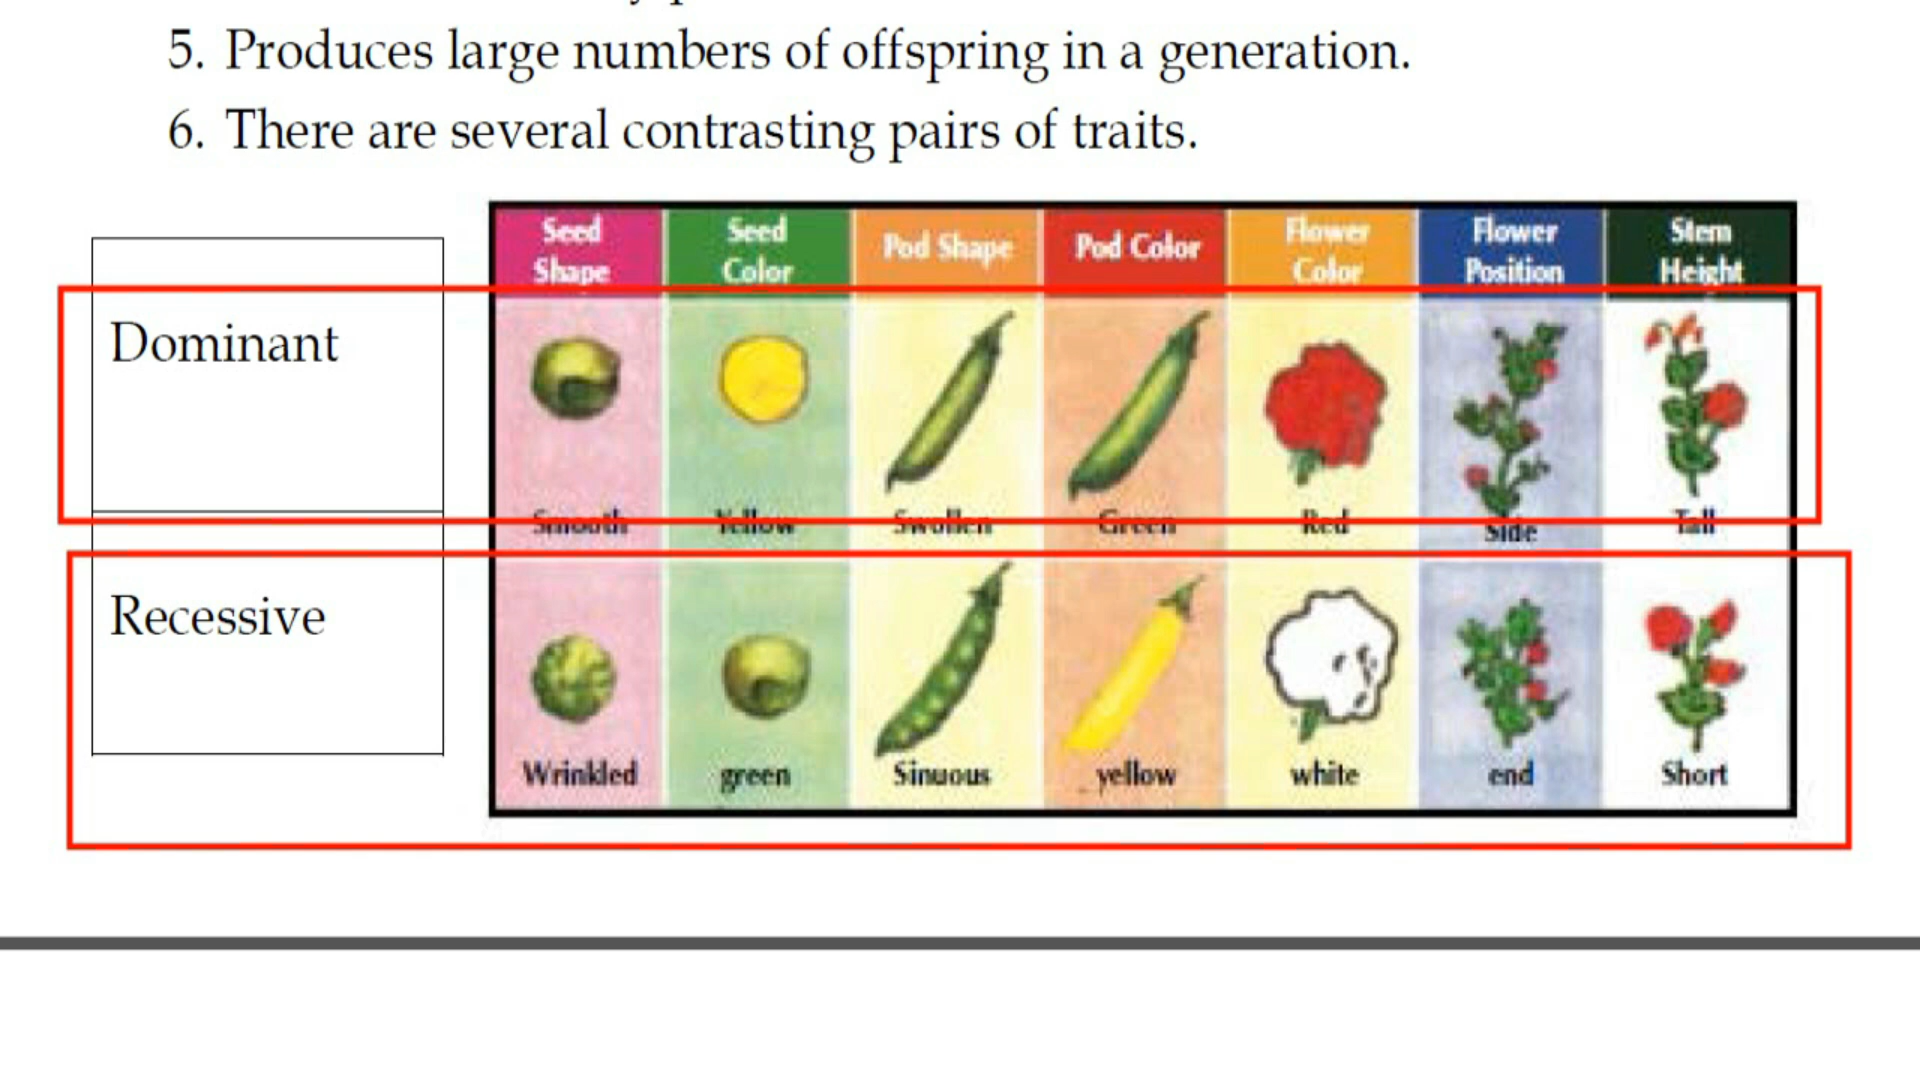 5. Produces large numbers of offspring in a generation.
6. There are several contrasting pairs of traits.
Seed Shape Seed Color Pod Shape Pod Color Flower Color Flower Position Stem Height
Dominant
Smooth Yellow Swollen Green Red Side Tall
Recessive
Wrinkled green Sinuous yellow white end Short